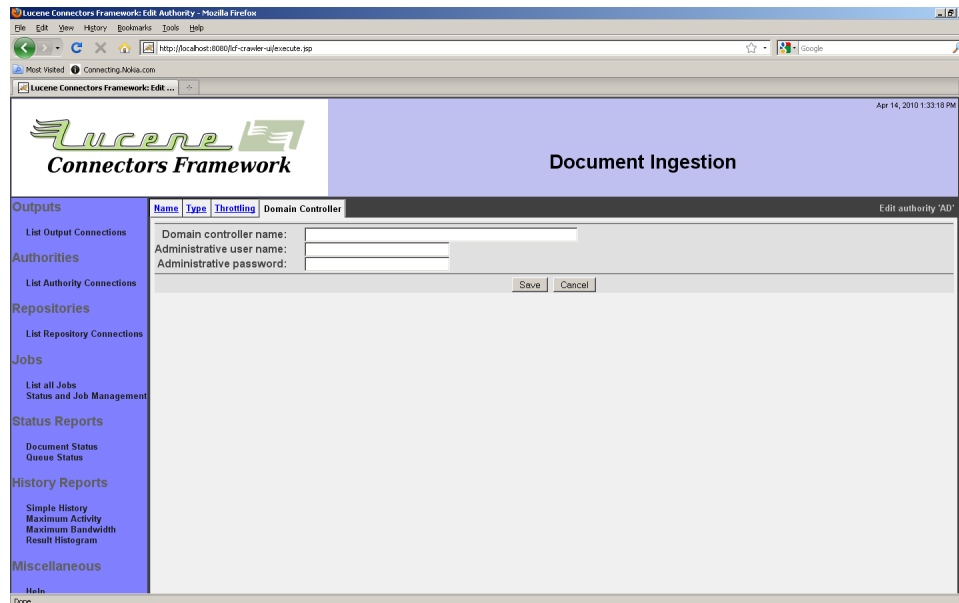 Lucene Connectors Framework: Edit Authority - Mozilla Firefox
File Edit View History Bookmarks Tools Help
http://localhost:8080/lcf-crawler-ui/execute.jsp
Google
Most Visited Connecting.Nokia.com
Lucene Connectors Framework: Edit ...
Apr 14, 2010 1:33:18 PM
Lucene
Connectors Framework
Document Ingestion
Outputs
List Output Connections
Authorities
List Authority Connections
Repositories
List Repository Connections
Jobs
List all Jobs
Status and Job Management
Status Reports
Document Status
Queue Status
History Reports
Simple History
Maximum Activity
Maximum Bandwidth
Result Histogram
Miscellaneous
Help
Name Type Throttling Domain Controller
Edit authority 'AD'
Domain controller name:
Administrative user name:
Administrative password:
Save Cancel
Done